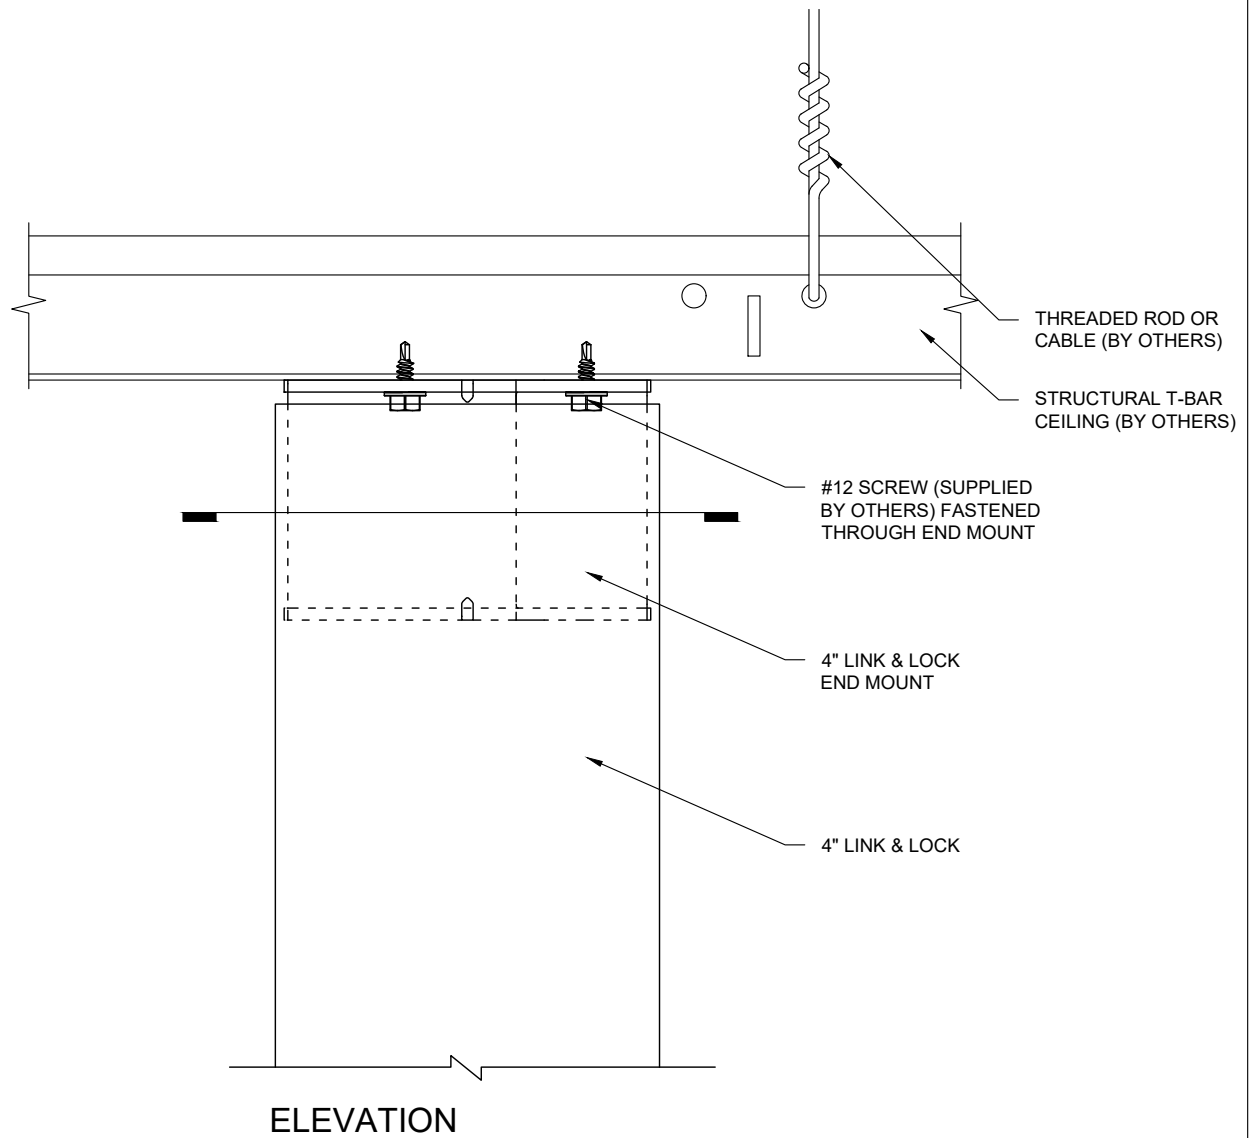 THREADED ROD OR
CABLE (BY OTHERS)
STRUCTURAL T-BAR
CEILING (BY OTHERS)
#12 SCREW (SUPPLIED
BY OTHERS) FASTENED
THROUGH END MOUNT
4" LINK & LOCK
END MOUNT
4" LINK & LOCK
ELEVATION